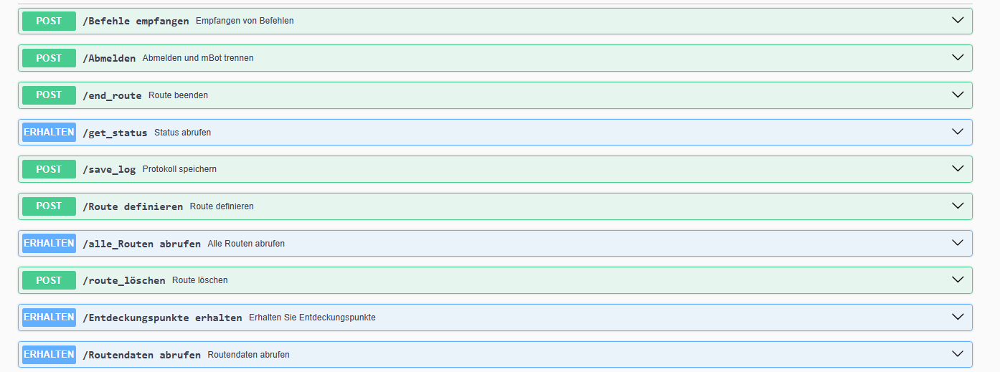 POST /Befehle empfangen Empfangen von Befehlen
POST /Abmelden Abmelden und mBot trennen
POST /end_route Route beenden
ERHALTEN /get_status Status abrufen
POST /save_log Protokoll speichern
POST /Route definieren Route definieren
ERHALTEN /alle_Routen abrufen Alle Routen abrufen
POST /route_löschen Route löschen
ERHALTEN /Entdeckungspunkte erhalten Erhalten Sie Entdeckungspunkte
ERHALTEN /Routendaten abrufen Routendaten abrufen